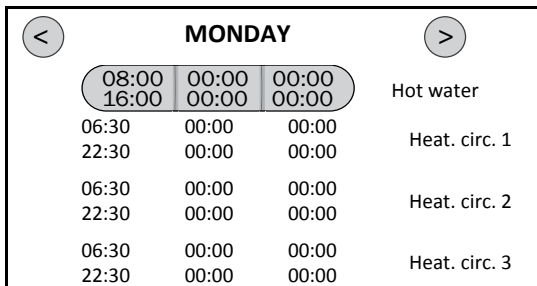 < MONDAY >
08:00 00:00 00:00
16:00 00:00 00:00
Hot water
06:30 00:00 00:00
22:30 00:00 00:00
Heat. circ. 1
06:30 00:00 00:00
22:30 00:00 00:00
Heat. circ. 2
06:30 00:00 00:00
22:30 00:00 00:00
Heat. circ. 3